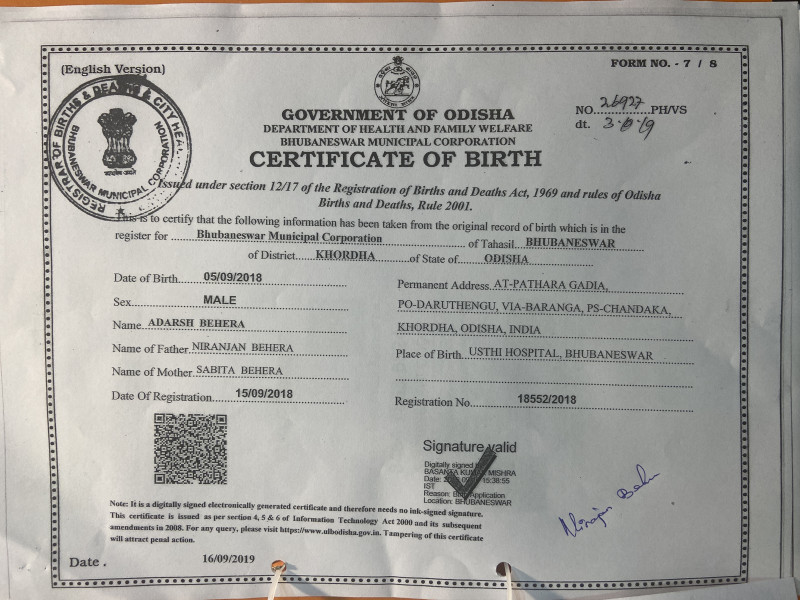 (English Version)
FORM NO. - 7 / 8
REGISTRAR OF BIRTHS & DEATHS & CITY HEAL
BHUBANESWAR MUNICIPAL CORPORATION
NO. 26927 PH/VS
GOVERNMENT OF ODISHA
dt.
DEPARTMENT OF HEALTH AND FAMILY WELFARE
BHUBANESWAR MUNICIPAL CORPORATION
CERTIFICATE OF BIRTH
Issued under section 12/17 of the Registration of Births and Deaths Act, 1969 and rules of Odisha
Births and Deaths, Rule 2001.
This is to certify that the following information has been taken from the original record of birth which is in the
register for Bhubaneswar Municipal Corporation of Tahasil BHUBANESWAR
of District KHORDHA of State of ODISHA
Date of Birth 05/09/2018
Sex MALE
Name ADARSH BEHERA
Name of Father NIRANJAN BEHERA
Name of Mother SABITA BEHERA
Date Of Registration 15/09/2018
Permanent Address AT-PATHARA GADIA,
PO-DARUTHENGU, VIA-BARANGA, PS-CHANDAKA,
KHORDHA, ODISHA, INDIA
Place of Birth USTHI HOSPITAL, BHUBANESWAR
Registration No. 18552/2018
Signature valid
Digitally signed
BASANTA KUMAR MISHRA
Date: 15:38:55
IST
Reason: Application
Location: BHUBANESWAR
Note: It is a digitally signed electronically generated certificate and therefore needs no ink-signed signature.
This certificate is issued as per section 4, 5 & 6 of Information Technology Act 2000 and its subsequent
amendments in 2008. For any query, please visit https://www.ulbodisha.gov.in. Tampering of this certificate
will attract penal action.
Date . 16/09/2019